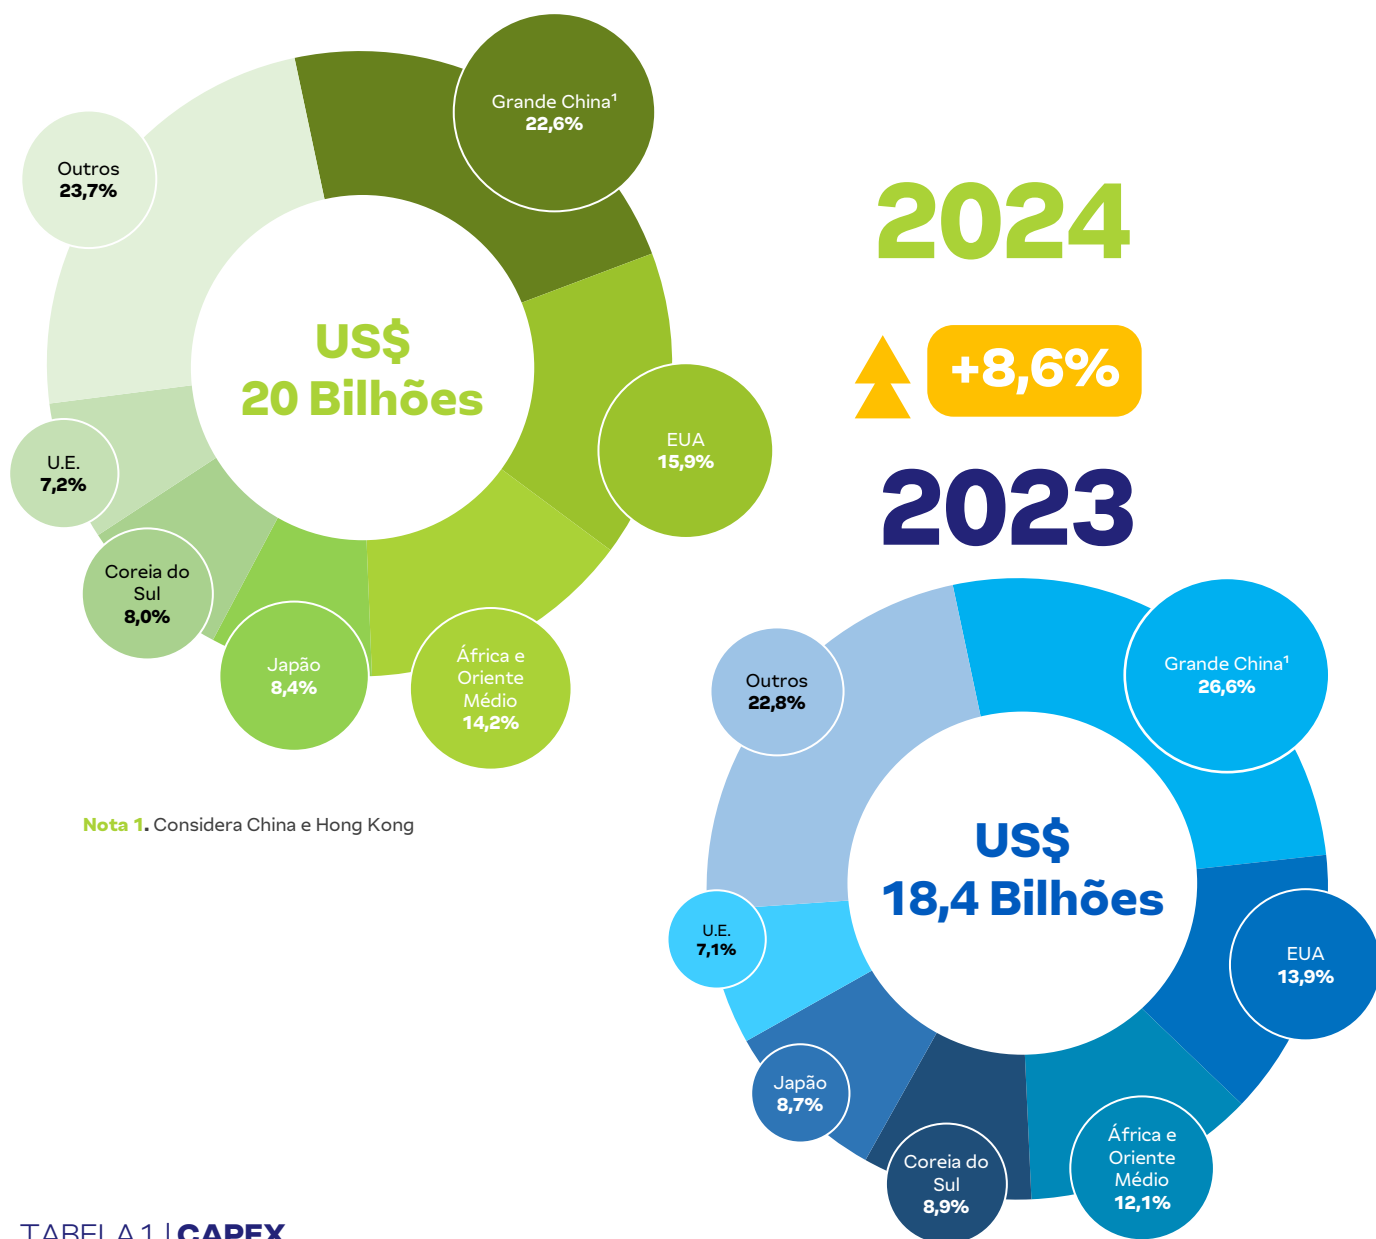 Grande China¹
22,6%
Outros
23,7%
US$
20 Bilhões
EUA
15,9%
U.E.
7,2%
Coreia do
Sul
8,0%
Japão
8,4%
África e
Oriente
Médio
14,2%
Nota 1. Considera China e Hong Kong
2024
+8,6%
2023
Grande China¹
26,6%
Outros
22,8%
US$
18,4 Bilhões
EUA
13,9%
U.E.
7,1%
Japão
8,7%
Coreia do
Sul
8,9%
África e
Oriente
Médio
12,1%
TABELA 1 | CAPEX